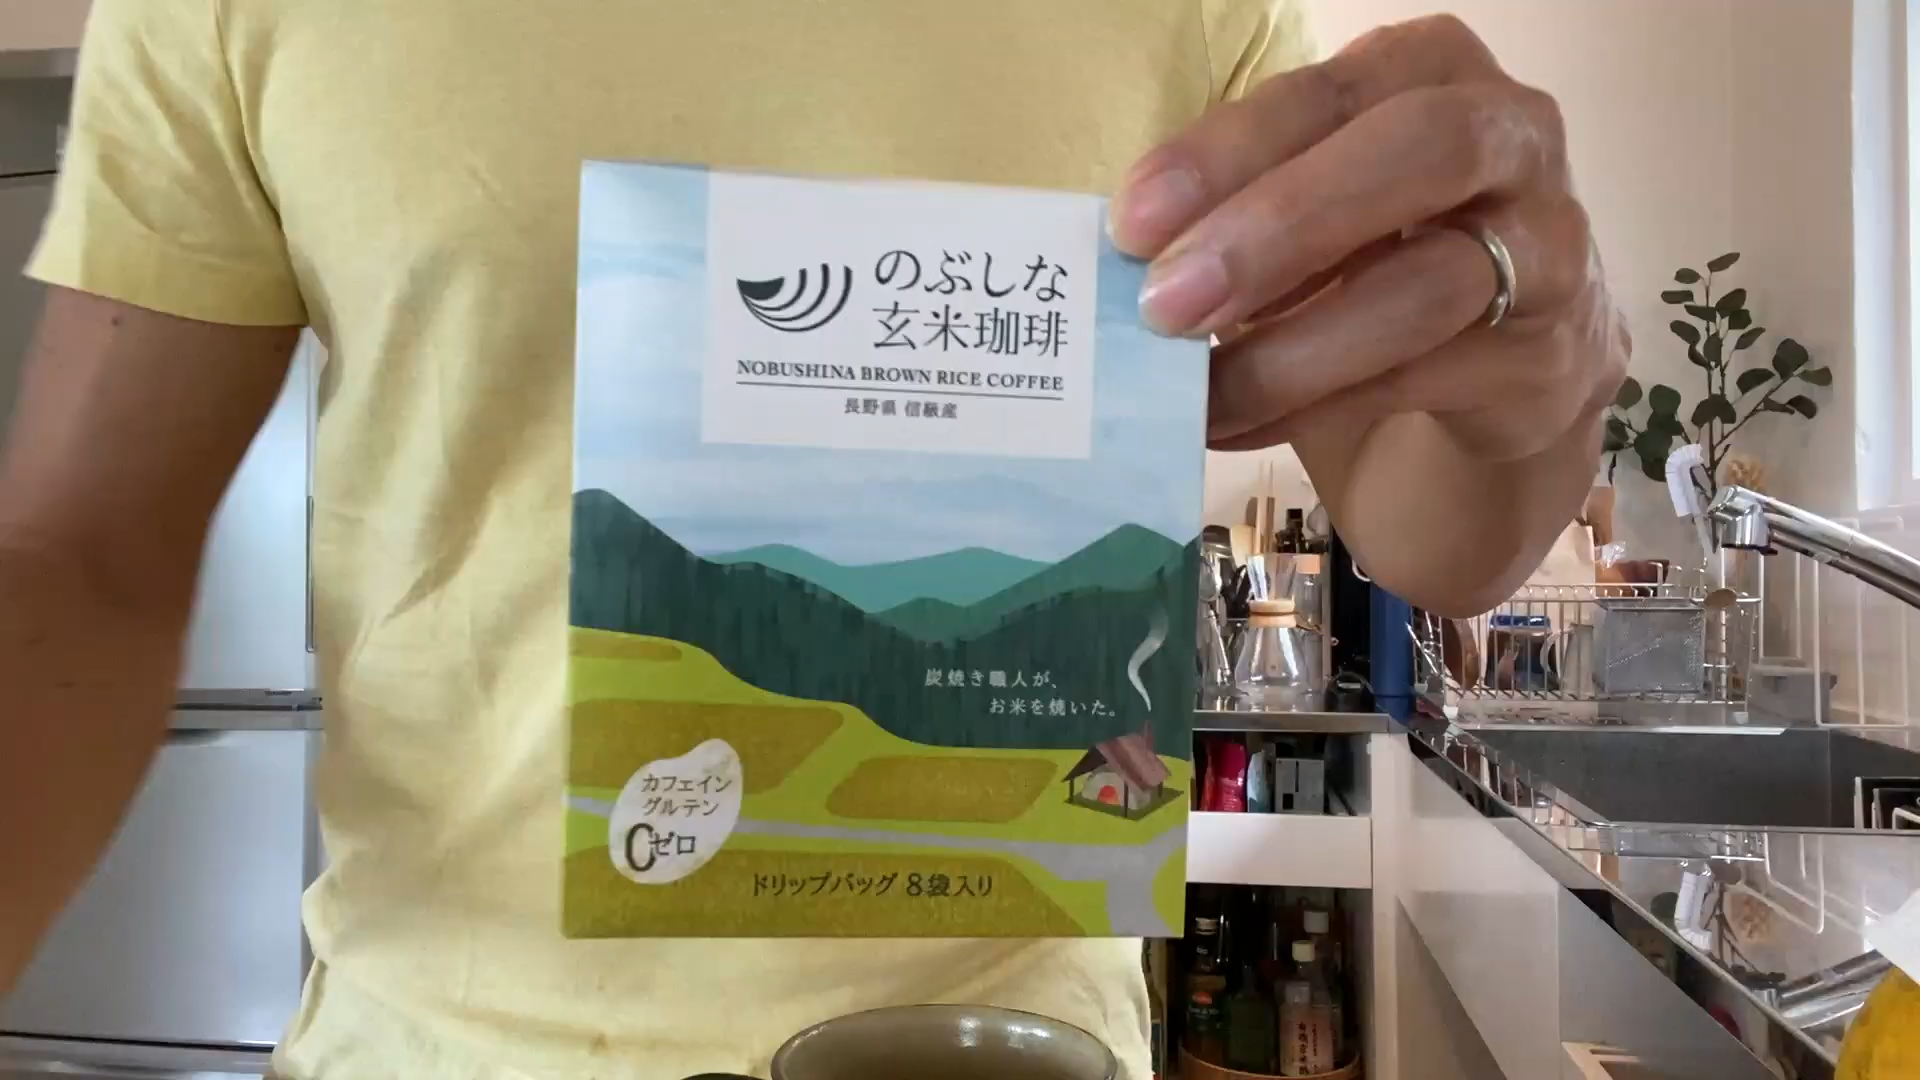 のぶしな
玄米珈琲
NOBUSHINA BROWN RICE COFFEE
長野県 信級産
炭焼き職人が、
お米を焼いた。
カフェイン
グルテン
0ゼロ
ドリップバッグ 8袋入り